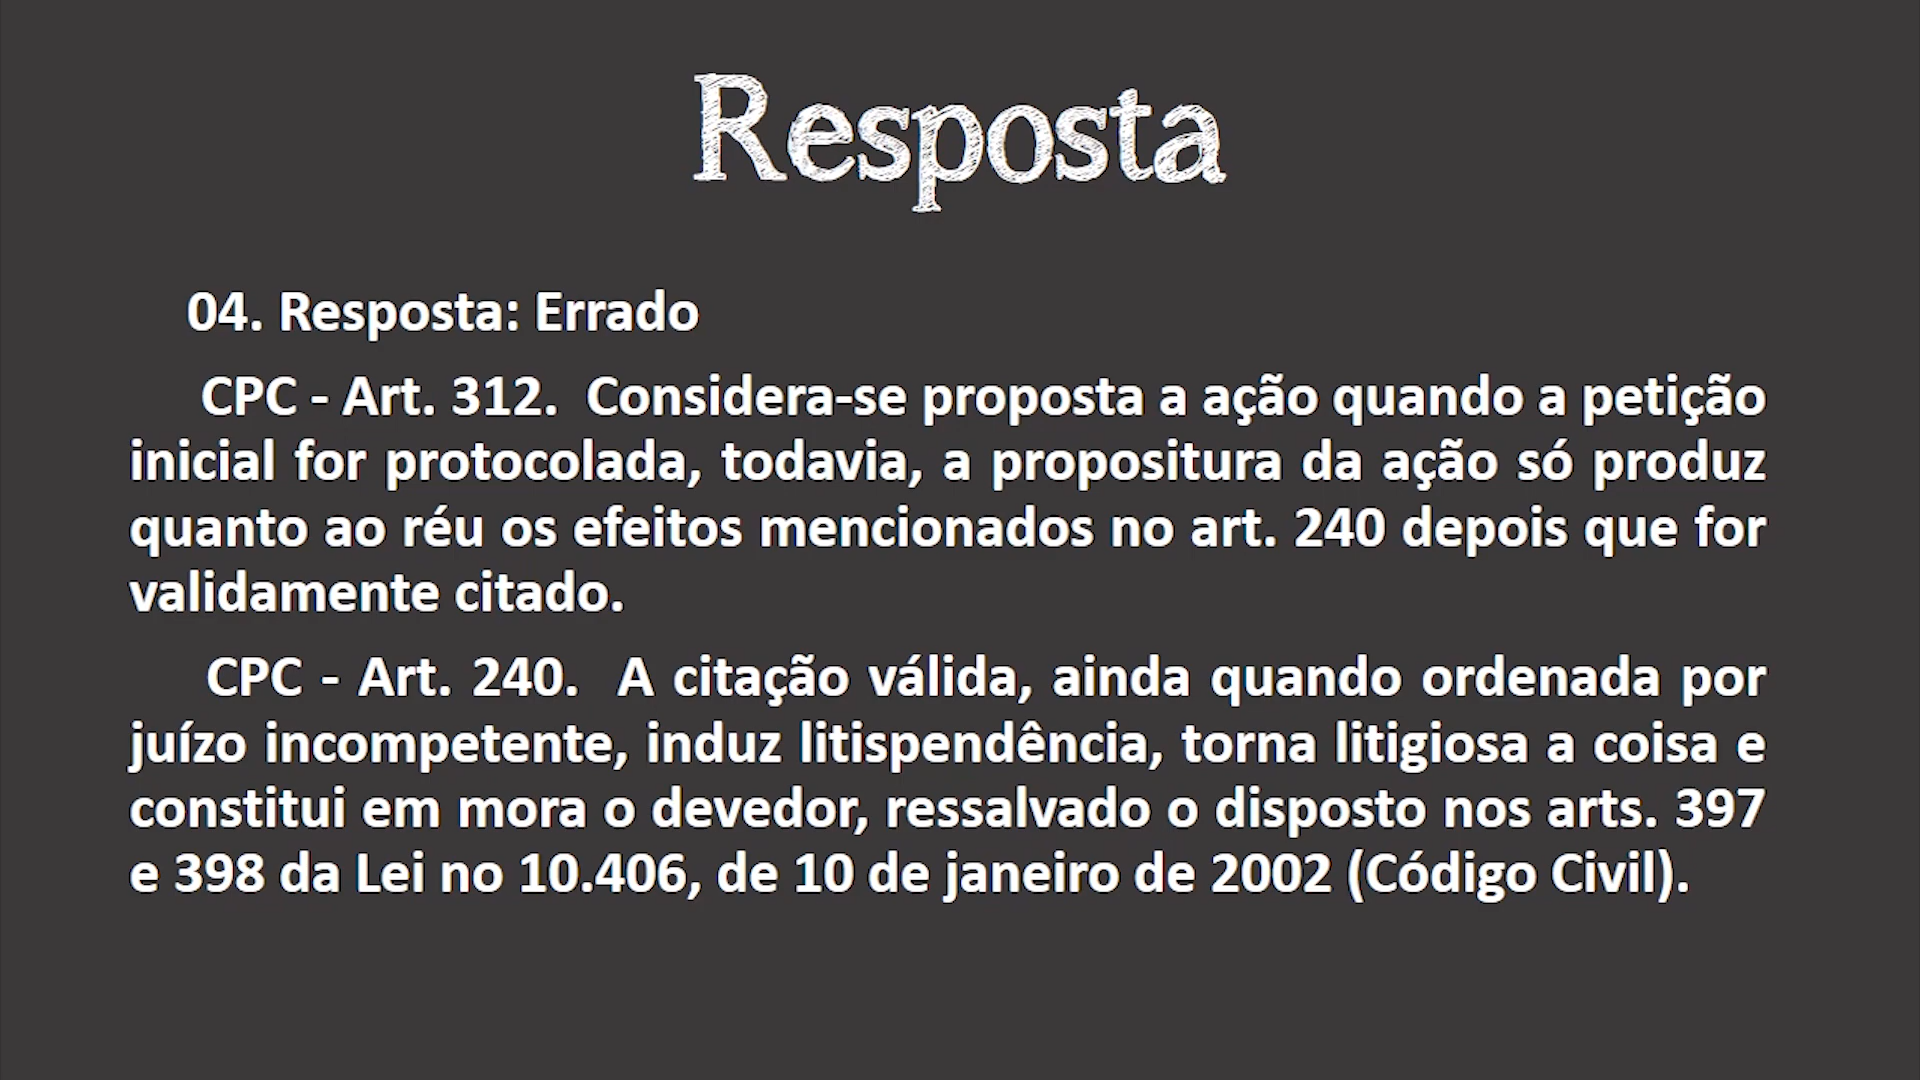 Resposta
04. Resposta: Errado
CPC - Art. 312. Considera-se proposta a ação quando a petição
inicial for protocolada, todavia, a propositura da ação só produz
quanto ao réu os efeitos mencionados no art. 240 depois que for
validamente citado.
CPC - Art. 240. A citação válida, ainda quando ordenada por
juízo incompetente, induz litispendência, torna litigiosa a coisa e
constitui em mora o devedor, ressalvado o disposto nos arts. 397
e 398 da Lei no 10.406, de 10 de janeiro de 2002 (Código Civil).